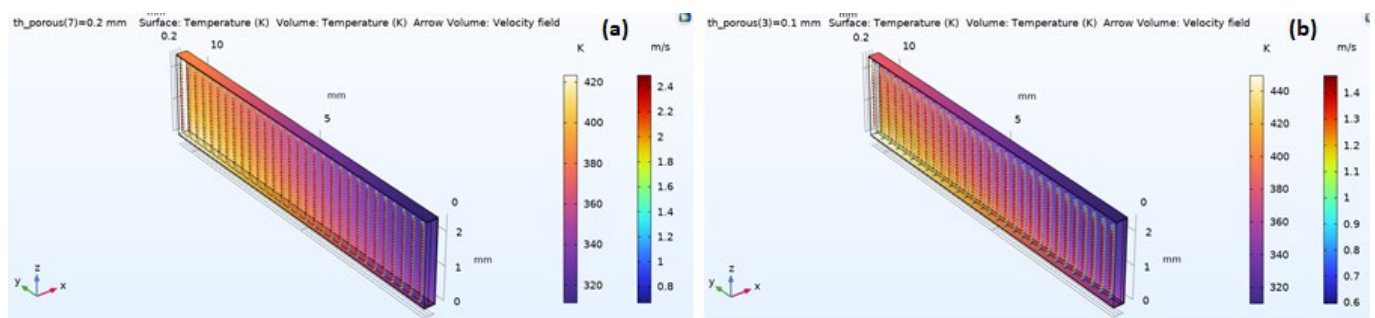 th_porous(7)=0.2 mm Surface: Temperature (K) Volume: Temperature (K) Arrow Volume: Velocity field
(a)
mm
0.2
10
mm
5
0
2
1
mm
0
K
420
400
380
360
340
320
m/s
2.4
2.2
2
1.8
1.6
1.4
1.2
1
0.8
z
y
x
th_porous(3)=0.1 mm Surface: Temperature (K) Volume: Temperature (K) Arrow Volume: Velocity field
(b)
mm
0.2
10
mm
5
0
2
1
mm
0
K
440
420
400
380
360
340
320
m/s
1.4
1.3
1.2
1.1
1
0.9
0.8
0.7
0.6
z
y
x